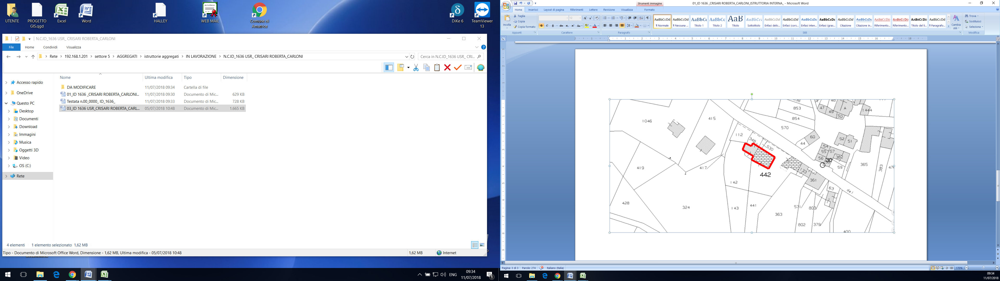 UTENTE
PROGETTO GIS.qgd
Excel
Word
HALLEY
WEB MAIL
Comune di Amatrice
DiKe 6
TeamViewer 13
N.C.ID_1636 USR_ CRISARI ROBERTA_CARLONI
File Home Condividi Visualizza
Rete 192.168.1.201 settore 5 AGGREGATI istruttorie aggregati IN LAVORAZIONE N.C.ID_1636 USR_ CRISARI ROBERTA_CARLONI
Cerca in N.C.ID_1636 USR_ CRI...
Nome Ultima modifica Tipo Dimensione
DA MODIFICARE 11/07/2018 09:34 Cartella di file
01_ID 1636 _CRISARI ROBERTA_CARLONI... 11/07/2018 09:30 Documento di Mic... 629 KB
Testata n.00_0000_ ID_1636_ 11/07/2018 09:33 Documento di Mic... 728 KB
03_ID 1636 USR_CRISARI ROBERTA_CARL... 05/07/2018 10:48 Documento di Mic... 1.665 KB
Accesso rapido
OneDrive
Questo PC
Desktop
Documenti
Download
Immagini
Musica
Oggetti 3D
Video
OS (C:)
Rete
4 elementi 1 elemento selezionato 1,62 MB
Tipo - Documento di Microsoft Office Word, Dimensione - 1,62 MB, Ultima modifica - 05/07/2018 10:48 1,62 MB Internet
ENG
09:34
11/07/2018
1
Strumenti immagine
01_ID 1636 _CRISARI ROBERTA_CARLONI_ISTRUTTORIA INTERNA_ - Microsoft Word
Home Inserisci Layout di pagina Riferimenti Lettere Revisione Visualizza Formato
Incolla
Taglia
Copia
Copia formato
12
AaBbCcDd AaBbCcDd AaBbC AaBbCc AaB AaBbCc AaBbCcDd AaBbCcDd AaBbCcDd AaBbCcDd AaBbCcDd AaBbCcDd AaBbCcDd AaBbCcDd AaBbCcDd AaBbCcDd
¶ Normale ¶ Nessuna ... Titolo 1 Titolo 2 Titolo Sottotitolo Enfasi delic... Enfasi (cors... Enfasi inten... Enfasi (gras... Citazione Citazione in... Riferimento... Riferimento... Titolo del li... ¶ Paragrafo...
Cambia stili
Trova
Sostituisci
Seleziona
Appunti Carattere Paragrafo Stili Modifica
1046
415
853
854
570
47
49
48
50
A
444
112
348
530
60
44
52
51
54
55
57
56
382
30
59
365
383
419
417
442
133
361
142
63
del
428
324
143
441
363
571
803
802
379
400
Pagina: 3 di 3 Parole: 274 Italiano (Italia) 170%
09:34
11/07/2018